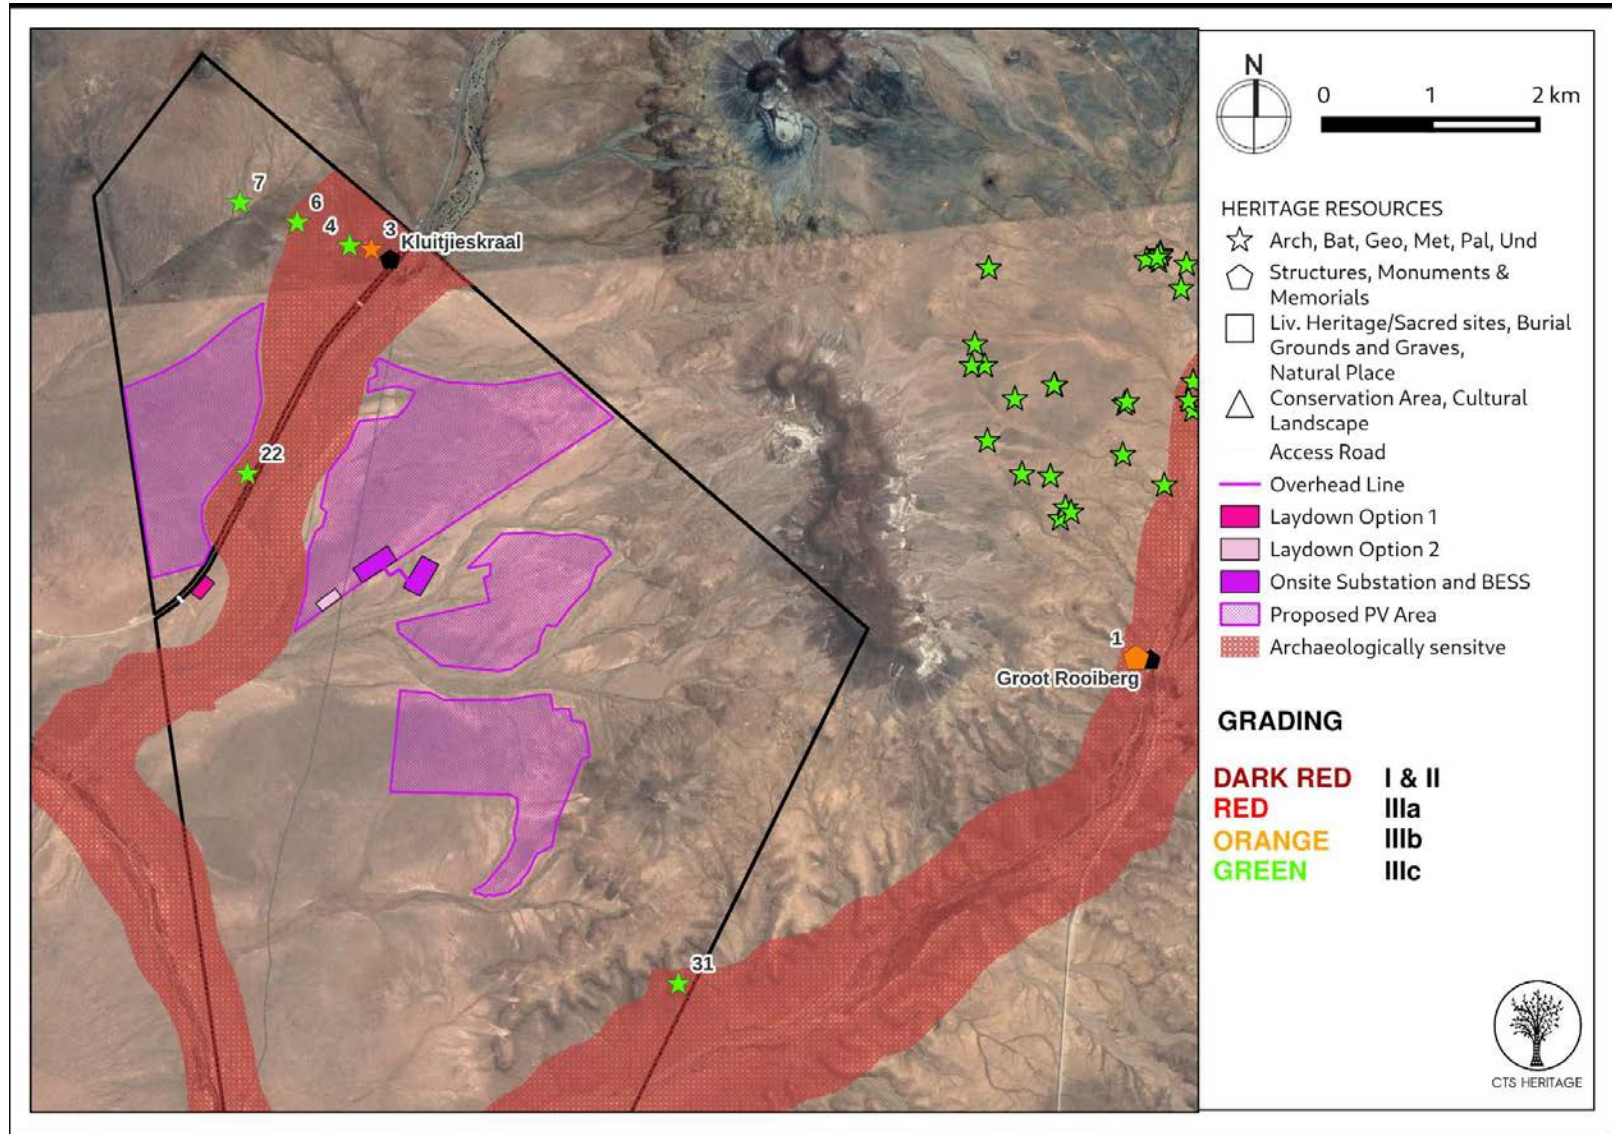 7
6
4
3
Kluitjieskraal
22
1
Groot Rooiberg
31
N
0 1 2 km
HERITAGE RESOURCES
Arch, Bat, Geo, Met, Pal, Und
Structures, Monuments &
Memorials
Liv. Heritage/Sacred sites, Burial
Grounds and Graves,
Natural Place
Conservation Area, Cultural
Landscape
Access Road
Overhead Line
Laydown Option 1
Laydown Option 2
Onsite Substation and BESS
Proposed PV Area
Archaeologically sensitve
GRADING
DARK RED I & II
RED IIIa
ORANGE IIIb
GREEN IIIc
CTS HERITAGE